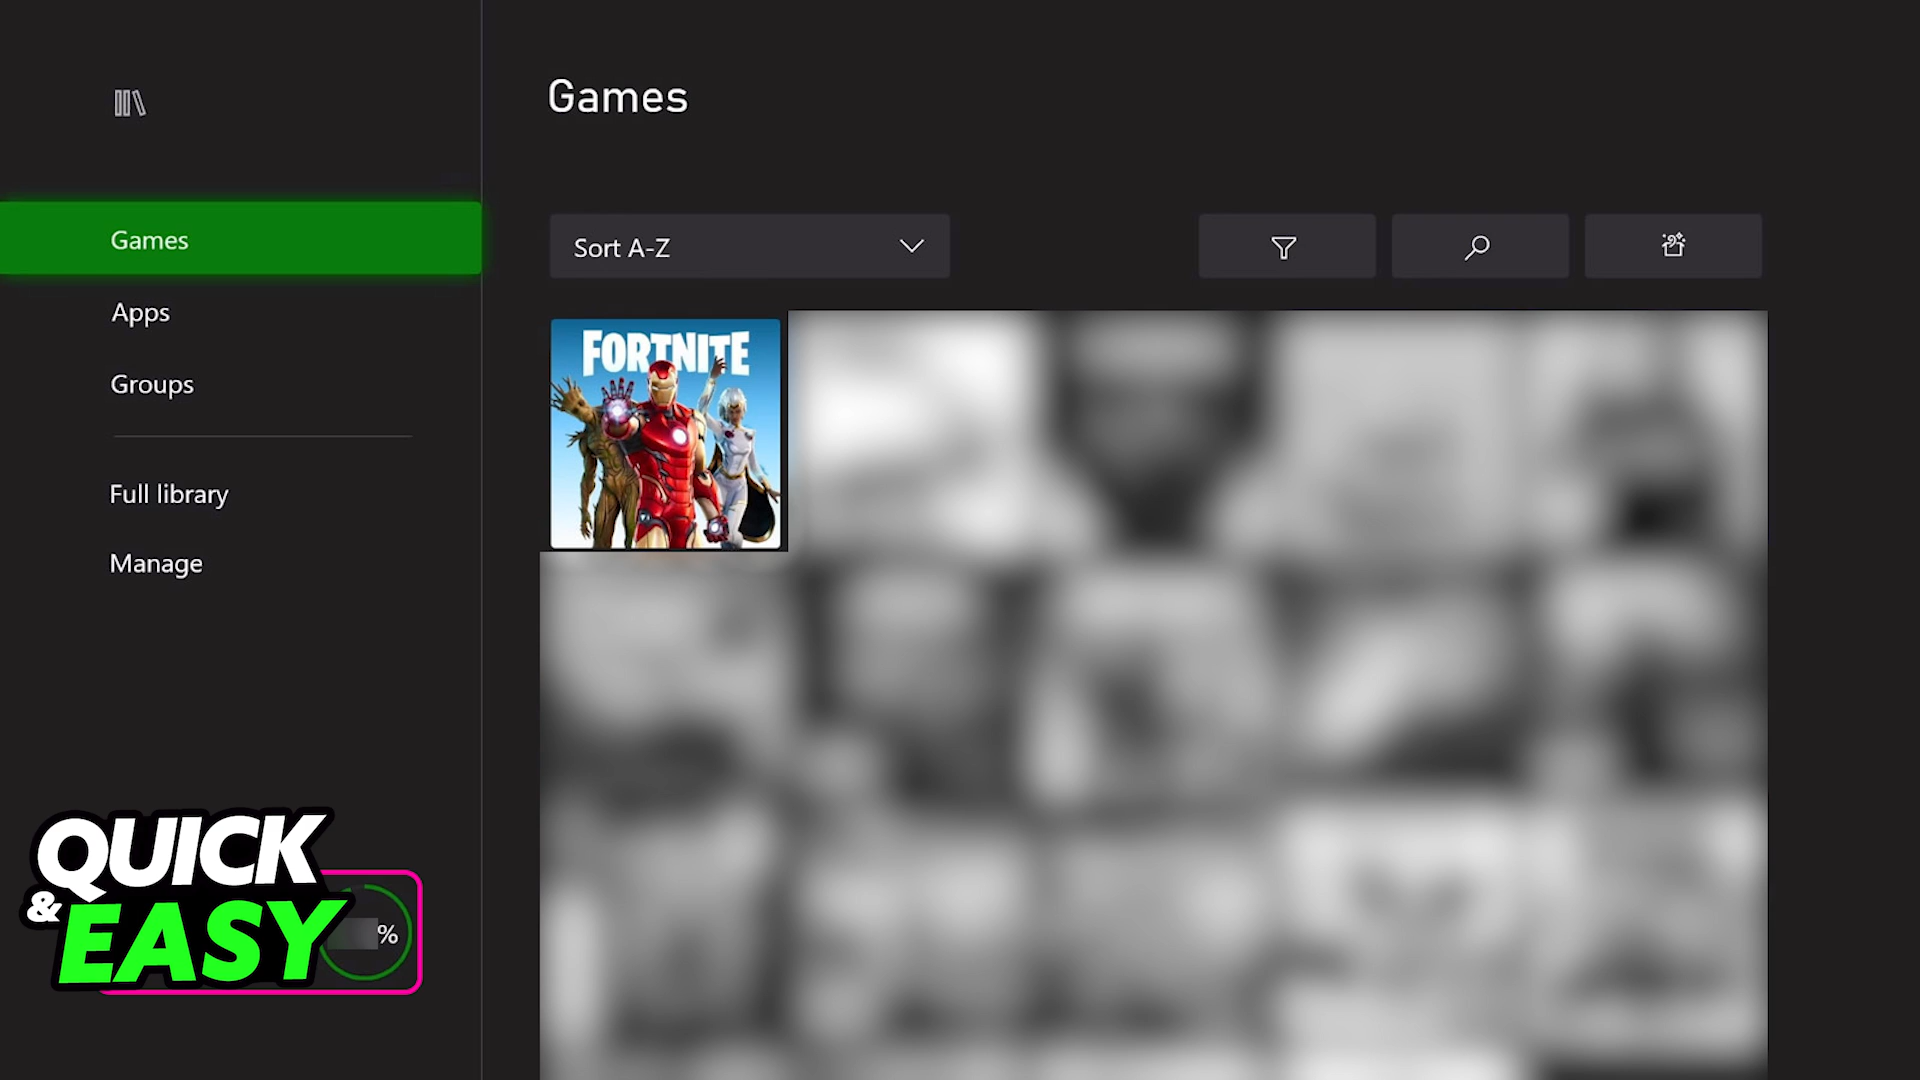 Games
Games
Apps
Groups
Full library
Manage
Sort A-Z
FORTNITE
QUICK
& EASY
%